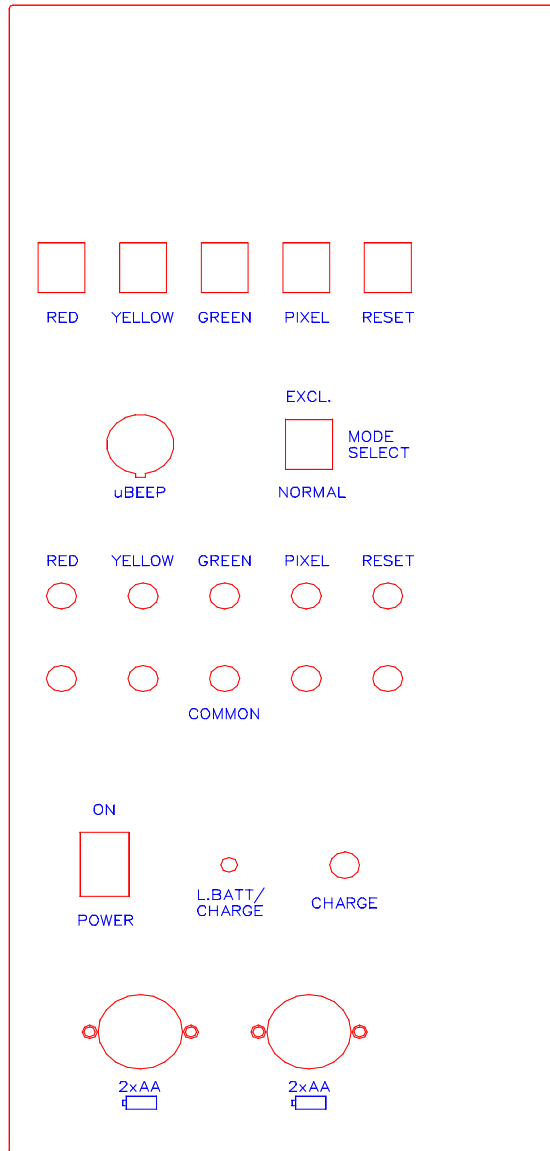 RED YELLOW GREEN PIXEL RESET
EXCL.
MODE
SELECT
uBEEP NORMAL
RED YELLOW GREEN PIXEL RESET
COMMON
ON
L.BATT/
CHARGE
CHARGE
POWER
2xAA 2xAA